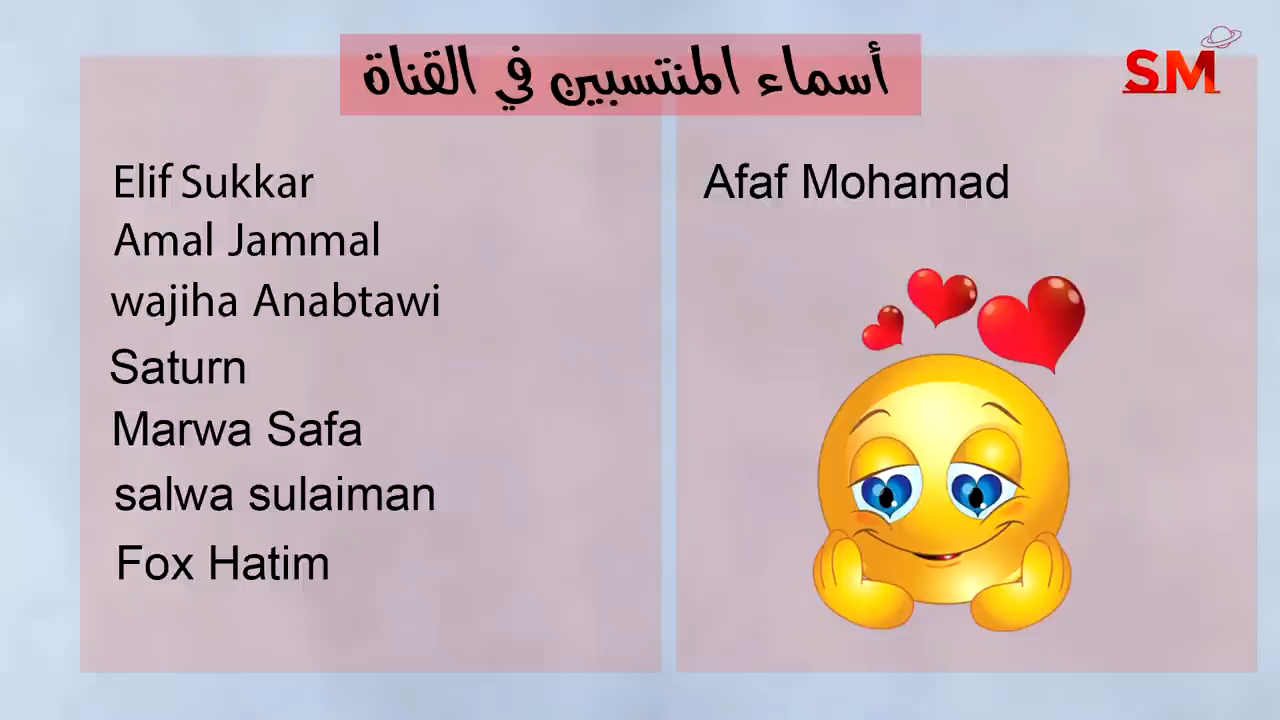 أسماء المنتسبين في القناة
SM
Elif Sukkar
Amal Jammal
wajiha Anabtawi
Saturn
Marwa Safa
salwa sulaiman
Fox Hatim
Afaf Mohamad